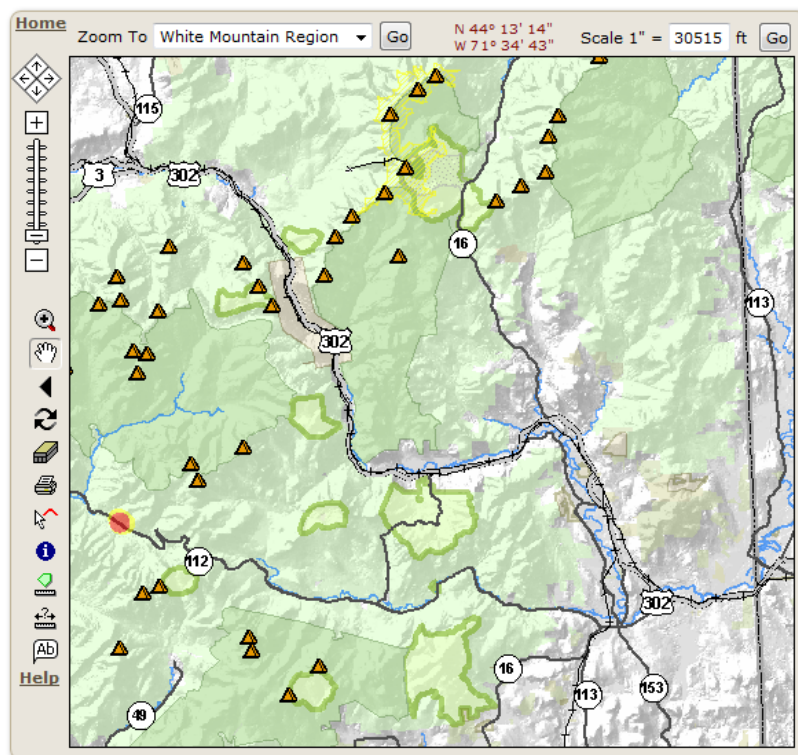 Home
Zoom To White Mountain Region Go
N 44° 13' 14"
W 71° 34' 43"
Scale 1" = 30515 ft Go
115
3
302
16
113
302
112
302
16
113
153
49
Ab
Help